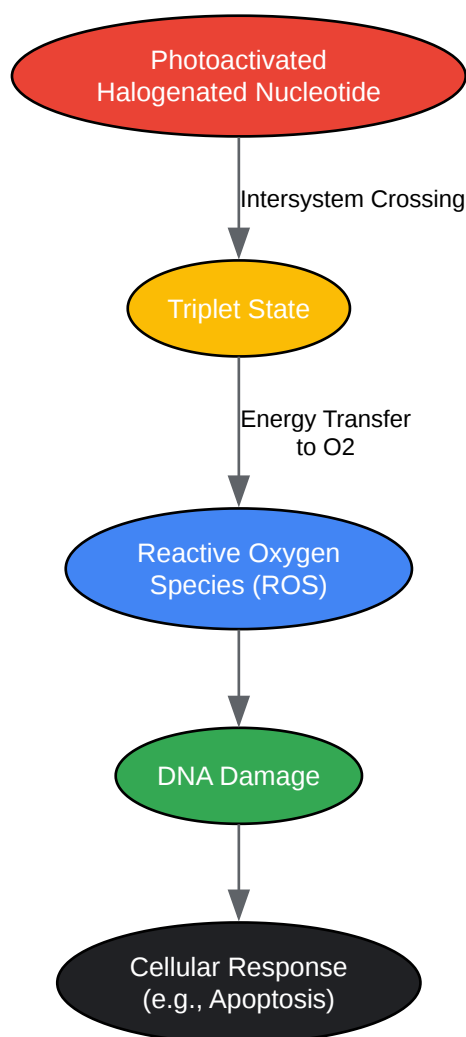 Photoactivated
Halogenated Nucleotide
Intersystem Crossing
Triplet State
Energy Transfer
to O2
Reactive Oxygen
Species (ROS)
DNA Damage
Cellular Response
(e.g., Apoptosis)